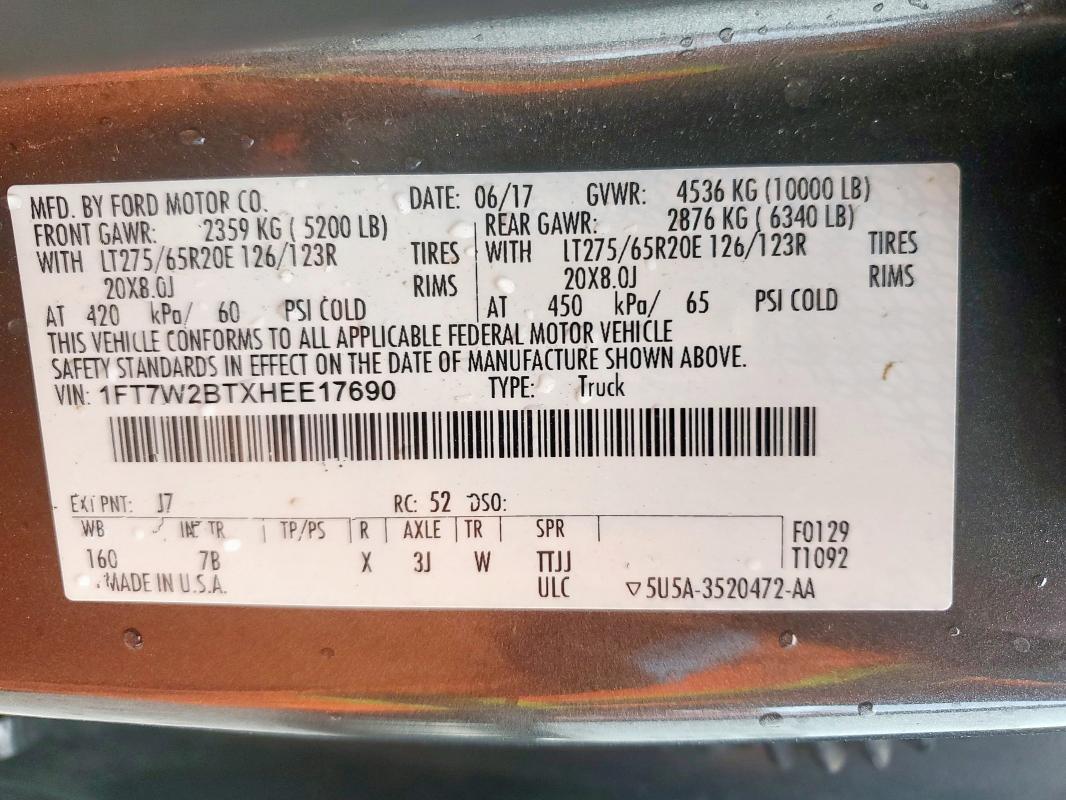 MFD. BY FORD MOTOR CO. DATE: 06/17 GVWR: 4536 KG (10000 LB)
FRONT GAWR: 2359 KG ( 5200 LB) REAR GAWR: 2876 KG ( 6340 LB)
WITH LT275/65R20E 126/123R TIRES WITH LT275/65R20E 126/123R TIRES
20X8.0J RIMS 20X8.0J RIMS
AT 420 kPa/ 60 PSI COLD AT 450 kPa/ 65 PSI COLD
THIS VEHICLE CONFORMS TO ALL APPLICABLE FEDERAL MOTOR VEHICLE
SAFETY STANDARDS IN EFFECT ON THE DATE OF MANUFACTURE SHOWN ABOVE.
VIN: 1FT7W2BTXHEE17690 TYPE: Truck
EXT PNT: J7 RC: 52 DSO:
WB INT TR TP/PS R AXLE TR SPR F0129
160 7B X 3J W TTJJ T1092
MADE IN U.S.A. ULC ▽5U5A-3520472-AA